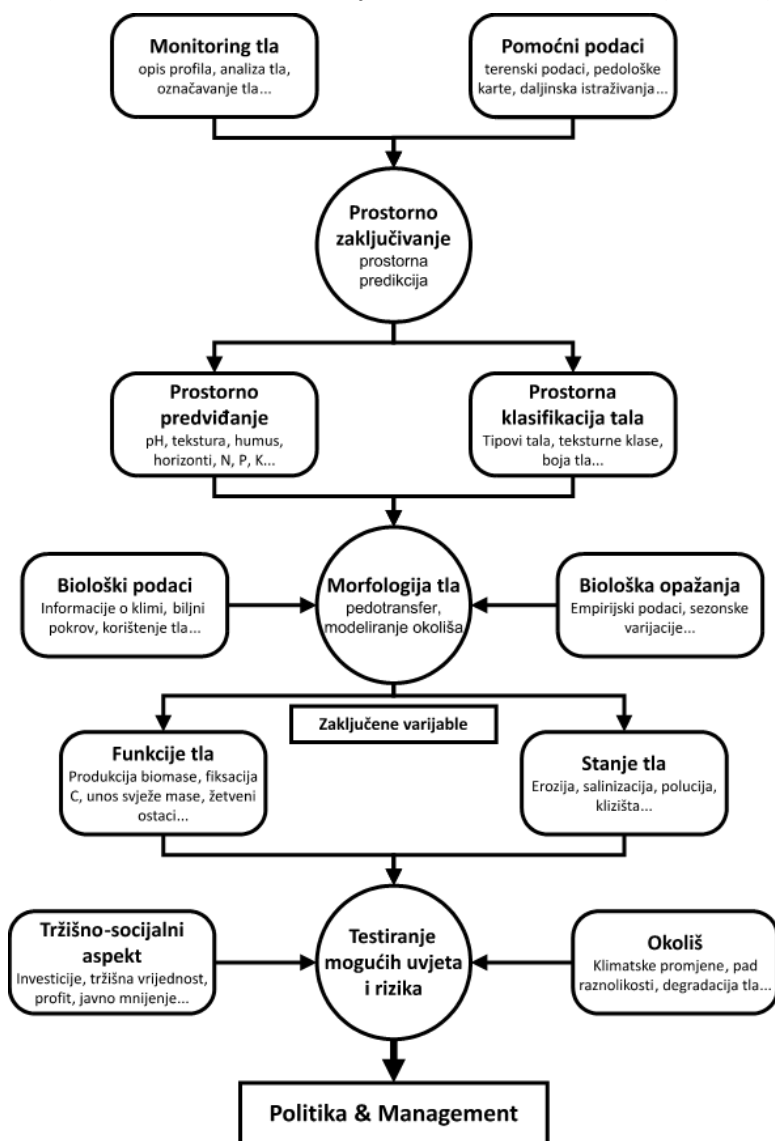 Monitoring tla
opis profila, analiza tla,
označavanje tla...
Pomoćni podaci
terenski podaci, pedološke
karte, daljinska istraživanja...
Prostorno
zaključivanje
prostorna
predikcija
Prostorno
predviđanje
pH, tekstura, humus,
horizonti, N, P, K...
Prostorna
klasifikacija tala
Tipovi tala, teksturne klase,
boja tla...
Biološki podaci
Informacije o klimi, biljni
pokrov, korištenje tla...
Morfologija tla
pedotransfer,
modeliranje okoliša
Biološka opažanja
Empirijski podaci, sezonske
varijacije...
Zaključene varijable
Funkcije tla
Produkcija biomase, fiksacija
C, unos svježe mase, žetveni
ostaci...
Stanje tla
Erozija, salinizacija, polucija,
klizišta...
Tržišno-socijalni
aspekt
Investicije, tržišna vrijednost,
profit, javno mnijenje...
Testiranje
mogućih uvjeta
i rizika
Okoliš
Klimatske promjene, pad
raznolikosti, degradacija tla...
Politika & Management